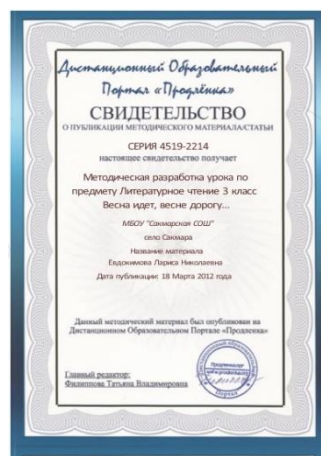 Дистанционный Образовательный
Портал «Продлёнка»
СВИДЕТЕЛЬСТВО
О ПУБЛИКАЦИИ МЕТОДИЧЕСКОГО МАТЕРИАЛА/СТАТЬИ
СЕРИЯ 4519-2214
настоящее свидетельство получает
Методическая разработка урока по
предмету Литературное чтение 3 класс
Весна идет, весне дорогу...
МБОУ "Сакмарская СОШ"
село Сакмара
Название материала
Евдокимова Лариса Николаевна
Дата публикации: 18 Марта 2012 года
Данный методический материал был опубликован на
Дистанционном Образовательном Портале «Продленка»
Главный редактор:
Филиппова Татьяна Владимировна